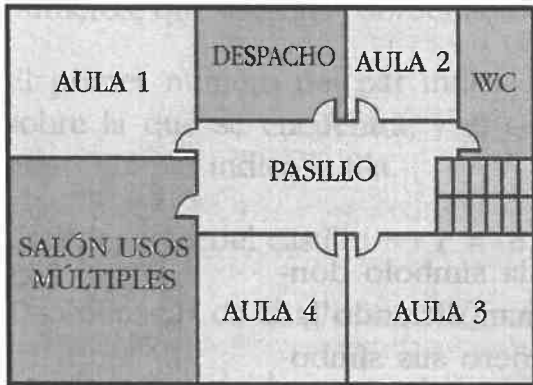 AULA 1
DESPACHO
AULA 2
WC
PASILLO
SALÓN USOS
MÚLTIPLES
AULA 4
AULA 3